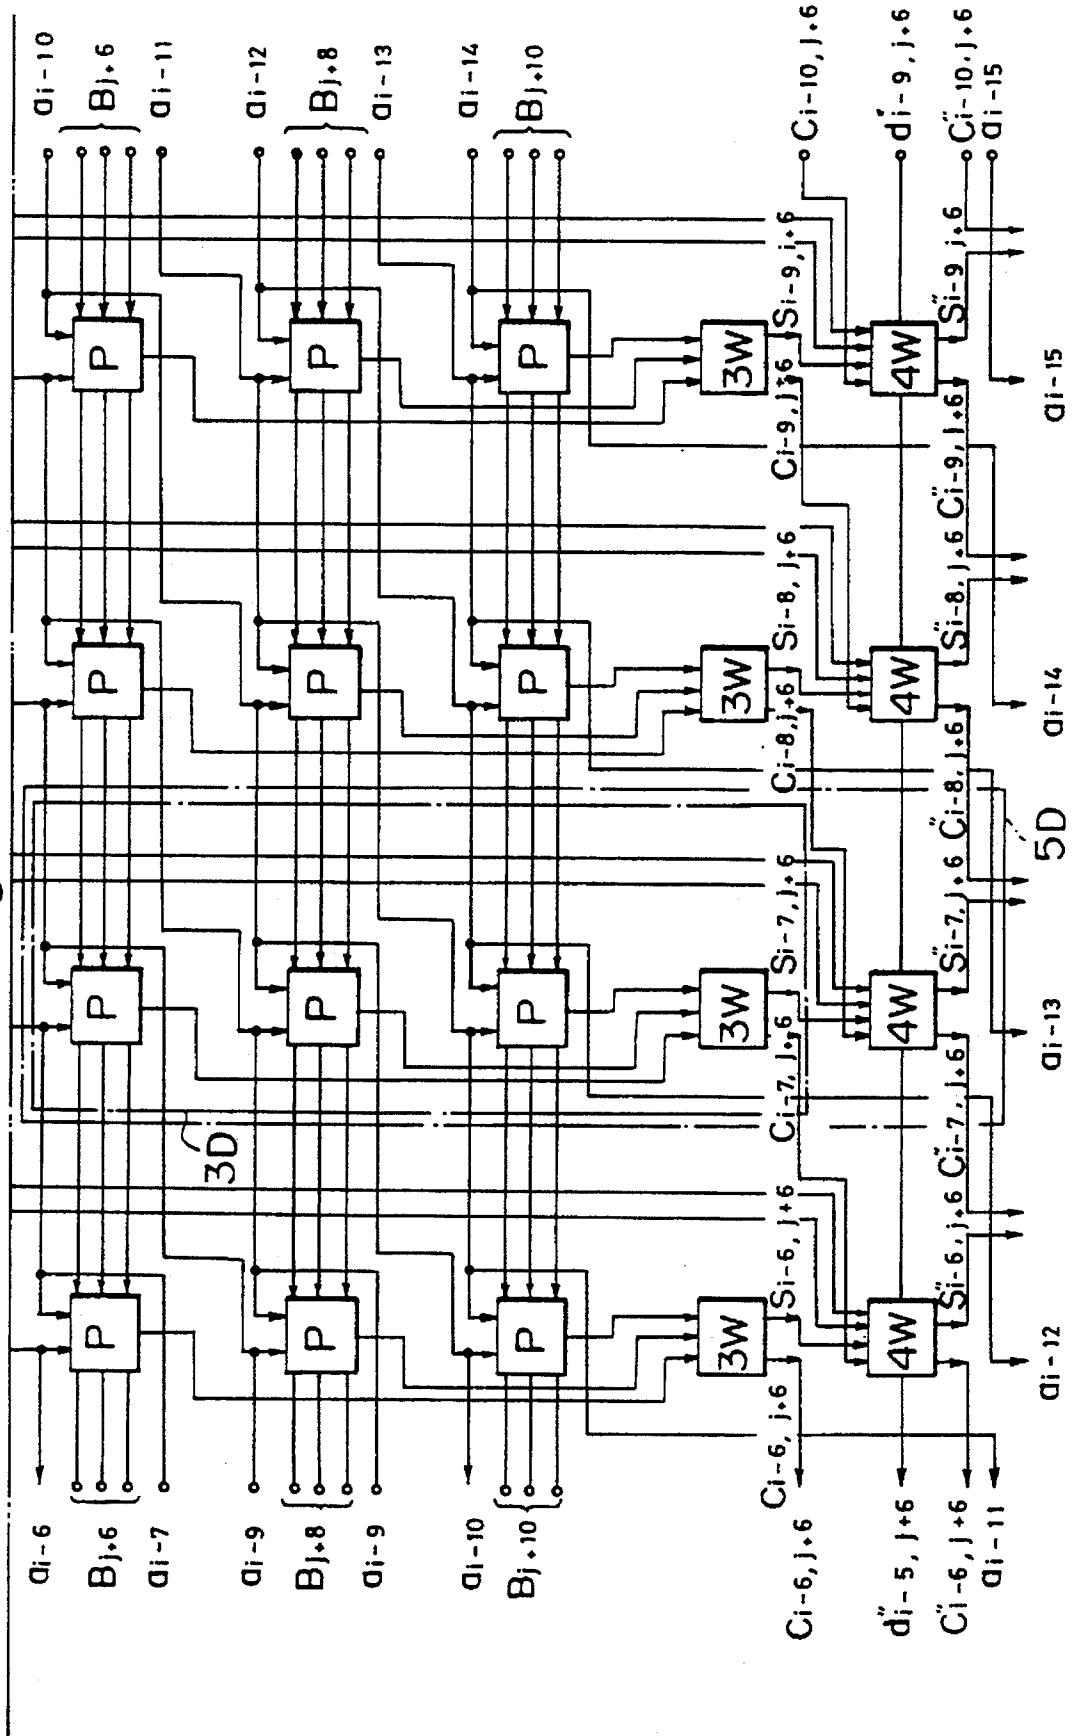 ai-10
Bj+6
ai-11
ai-12
Bj+8
ai-13
ai-14
Bj+10
Ci-10, j+6
d"i-9, j+6
C"i-10, j+6
ai-15
P
P
P
3W
Si-9, i+6
Ci-9, j+6
4W
S"i-9 j+6
C"i-9, j+6
ai-15
P
P
P
3W
Si-8, j+6
Ci-8, j+6
4W
S"i-8, j+6
C"i-8, j+6
ai-14
P
P
P
3W
Si-7, j+6
Ci-7, j+6
4W
S"i-7, j+6
C"i-7, j+6
ai-13
3D
5D
P
P
P
3W
Si-6, j+6
Ci-6, j+6
4W
S"i-6, j+6
ai-12
ai-6
Bj+6
ai-7
ai-9
Bj+8
ai-9
ai-10
Bj+10
Ci-6, j+6
d"i-5, j+6
C"i-6, j+6
ai-11